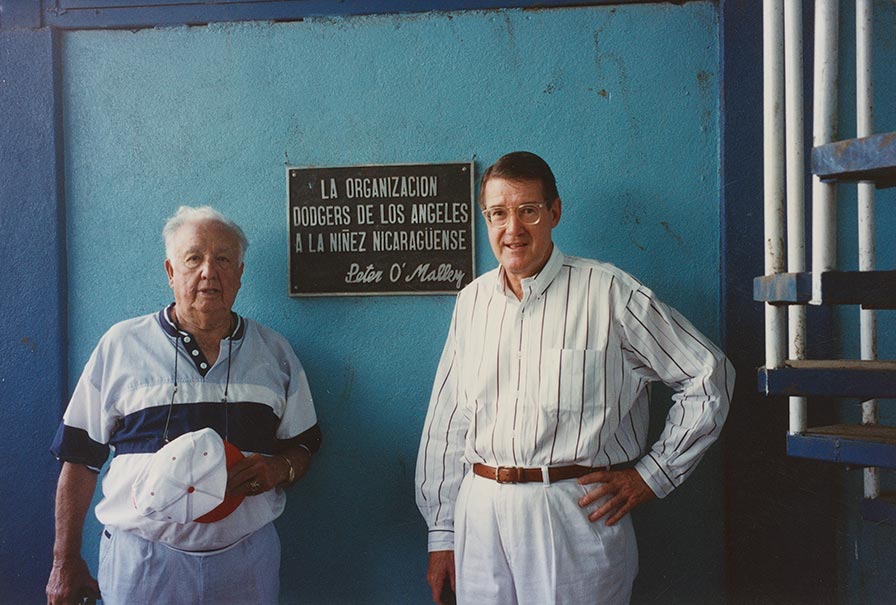 LA ORGANIZACION
DODGERS DE LOS ANGELES
A LA NIÑEZ NICARAGÜENSE
Peter O'Malley